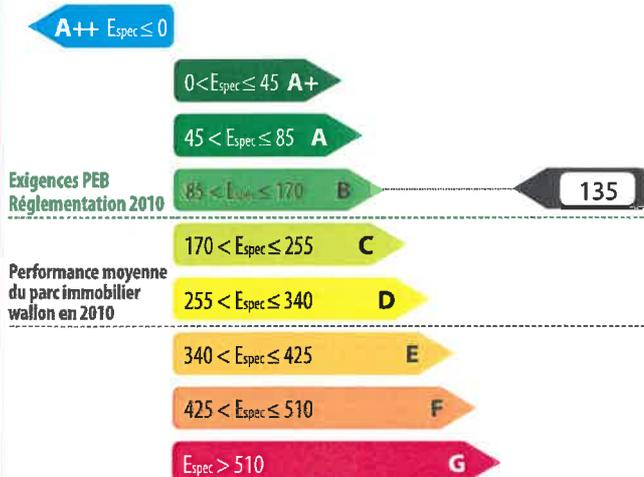 A++ Espec ≤ 0
0<Espec≤ 45 A+
45 < Espec≤ 85 A
Exigences PEB
Réglementation 2010
85 < Espec≤ 170 B
135
170 < Espec≤ 255 C
Performance moyenne
du parc immobilier
wallon en 2010
255 < Espec≤ 340 D
340 < Espec≤ 425 E
425 < Espec≤ 510 F
Espec > 510 G